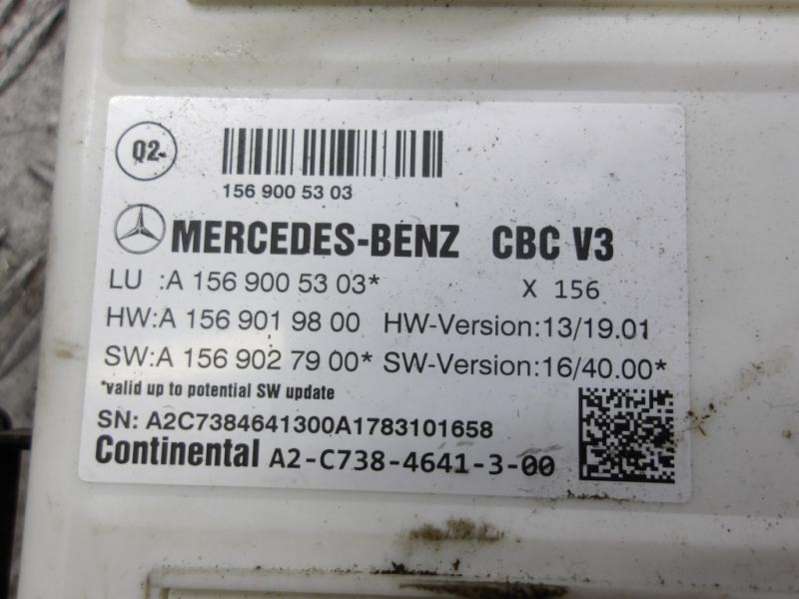 Q2-
156 900 53 03
MERCEDES-BENZ CBC V3
LU :A 156 900 53 03* X 156
HW:A 156 901 98 00 HW-Version:13/19.01
SW:A 156 902 79 00* SW-Version:16/40.00*
*valid up to potential SW update
SN: A2C7384641300A1783101658
Continental A2-C738-4641-3-00